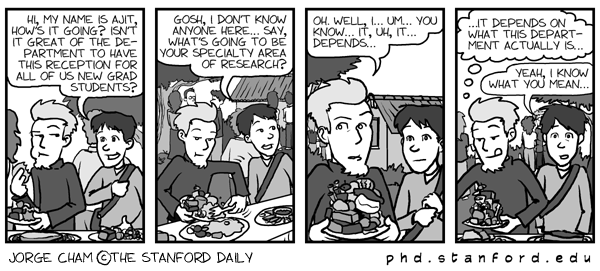 HI, MY NAME IS AJIT,
HOW'S IT GOING? ISN'T
IT GREAT OF THE DE-
PARTMENT TO HAVE
THIS RECEPTION FOR
ALL OF US NEW GRAD
STUDENTS?
GOSH, I DON'T KNOW
ANYONE HERE... SAY,
WHAT'S GOING TO BE
YOUR SPECIALTY AREA
OF RESEARCH?
OH. WELL, I... UM... YOU
KNOW... IT, UH, IT...
DEPENDS...
...IT DEPENDS ON
WHAT THIS DEPART-
MENT ACTUALLY IS...
YEAH, I KNOW
WHAT YOU MEAN...
JORGE CHAM ©THE STANFORD DAILY
phd.stanford.edu